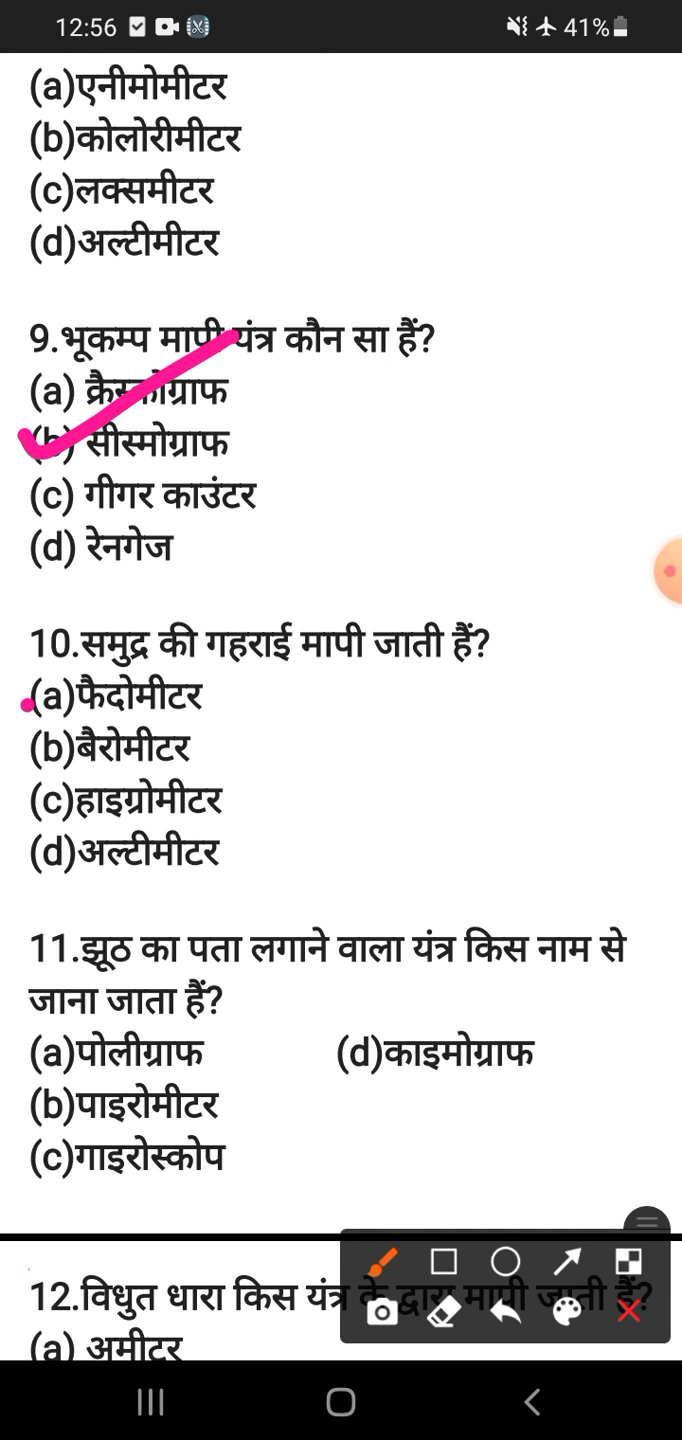 12:56
41%
(a)एनीमोमीटर
(b)कोलोरीमीटर
(c)लक्समीटर
(d)अल्टीमीटर
9.भूकम्प मापी यंत्र कौन सा हैं?
(a) क्रैस्कोग्राफ
(b) सीस्मोग्राफ
(c) गीगर काउंटर
(d) रेनगेज
10.समुद्र की गहराई मापी जाती हैं?
(a)फैदोमीटर
(b)बैरोमीटर
(c)हाइग्रोमीटर
(d)अल्टीमीटर
11.झूठ का पता लगाने वाला यंत्र किस नाम से
जाना जाता हैं?
(a)पोलीग्राफ (d)काइमोग्राफ
(b)पाइरोमीटर
(c)गाइरोस्कोप
12.विधुत धारा किस यंत्र के द्वारा मापी जाती हैं?
(a) अमीटर